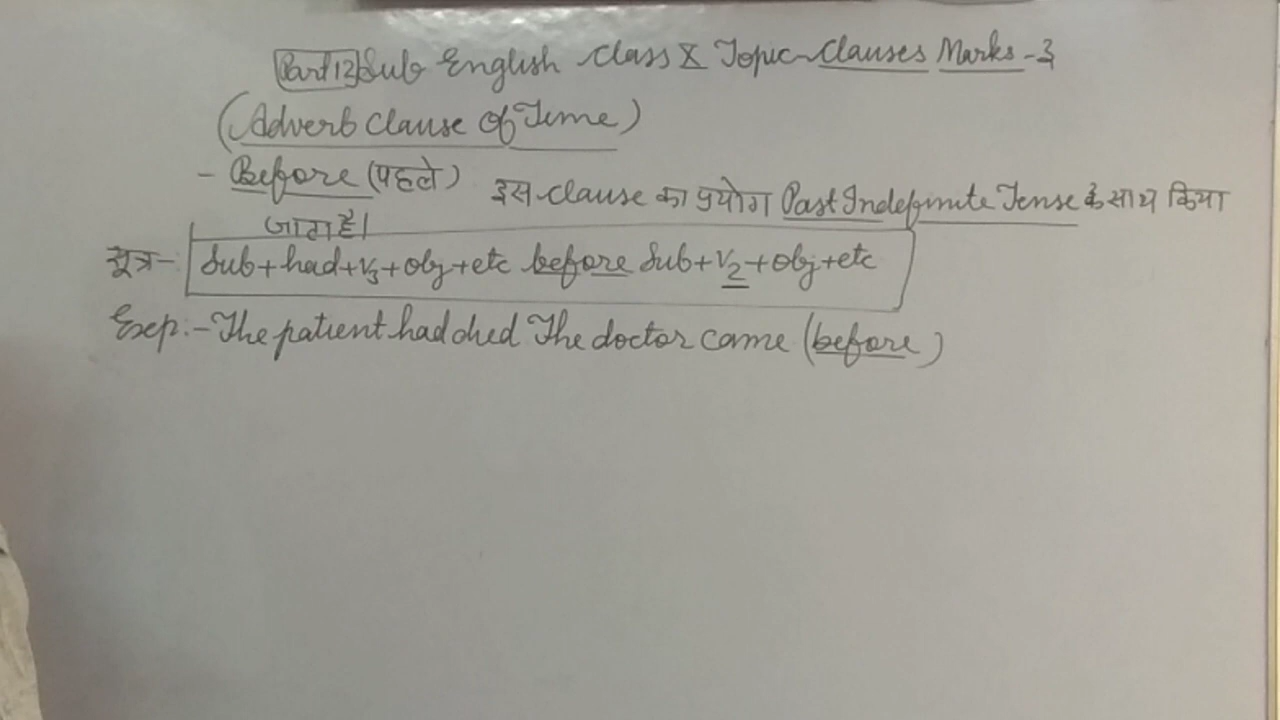 Part 12 Sub English Class X Topic - Clauses Marks - 3
(Adverb Clause Of Time)
- Before (पहले) इस clause का प्रयोग Past Indefinite Tense के साथ किया
जाता है।
सूत्र - Sub + had + V3 + Obj + etc before Sub + V2 + Obj + etc
Exp :- The patient had died The doctor came (before)